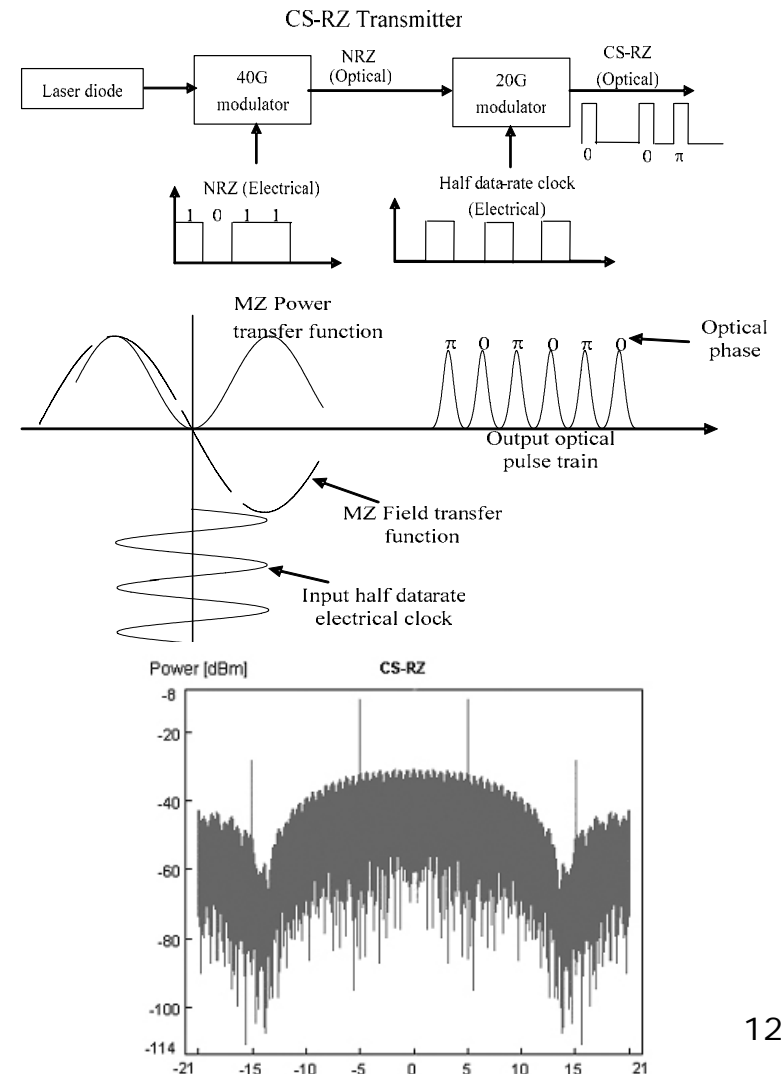 CS-RZ Transmitter
Laser diode
40G
modulator
NRZ
(Optical)
20G
modulator
CS-RZ
(Optical)
0 0 π
NRZ (Electrical)
1 0 1 1
Half data-rate clock
(Electrical)
MZ Power
transfer function
π 0 π 0 π 0
Optical
phase
Output optical
pulse train
MZ Field transfer
function
Input half datarate
electrical clock
Power [dBm]
CS-RZ
-8
-20
-40
-60
-80
-100
-114
-21 -15 -10 -5 0 5 10 15 21
12